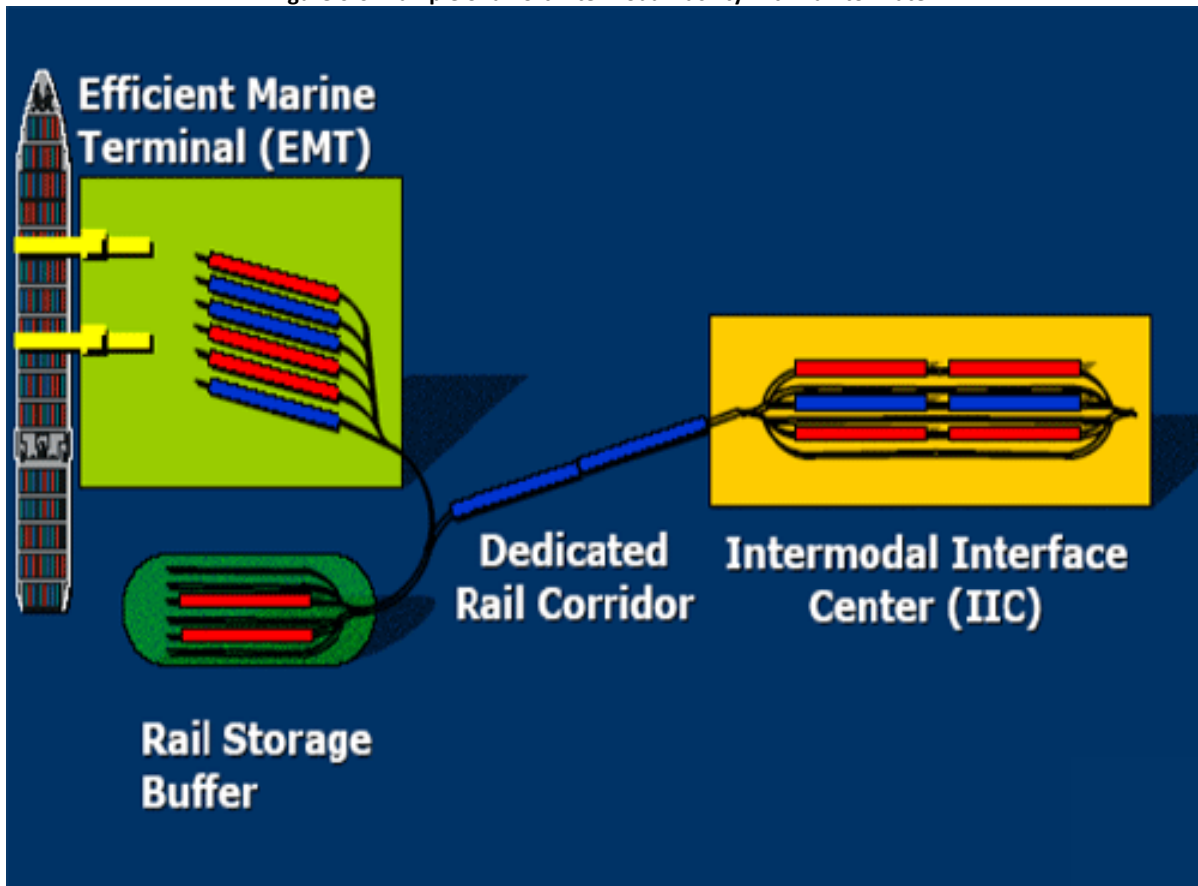 Efficient Marine
Terminal (EMT)
Dedicated
Rail Corridor
Intermodal Interface
Center (IIC)
Rail Storage
Buffer